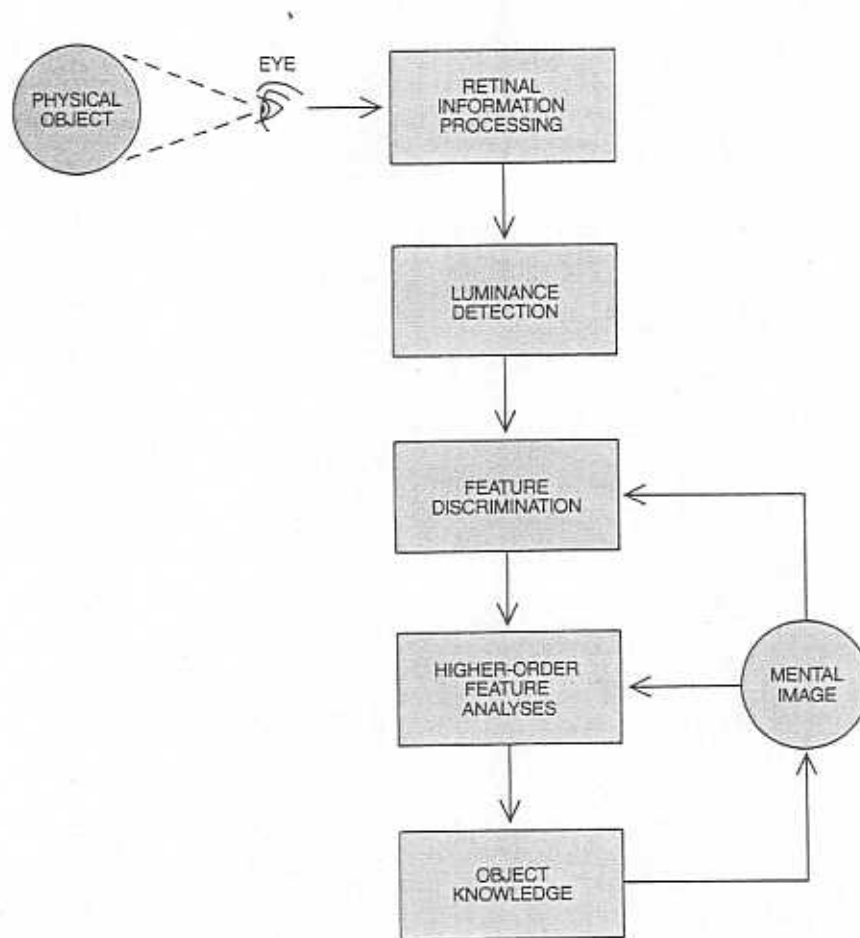 PHYSICAL
OBJECT
EYE
RETINAL
INFORMATION
PROCESSING
LUMINANCE
DETECTION
FEATURE
DISCRIMINATION
HIGHER-ORDER
FEATURE
ANALYSES
MENTAL
IMAGE
OBJECT
KNOWLEDGE